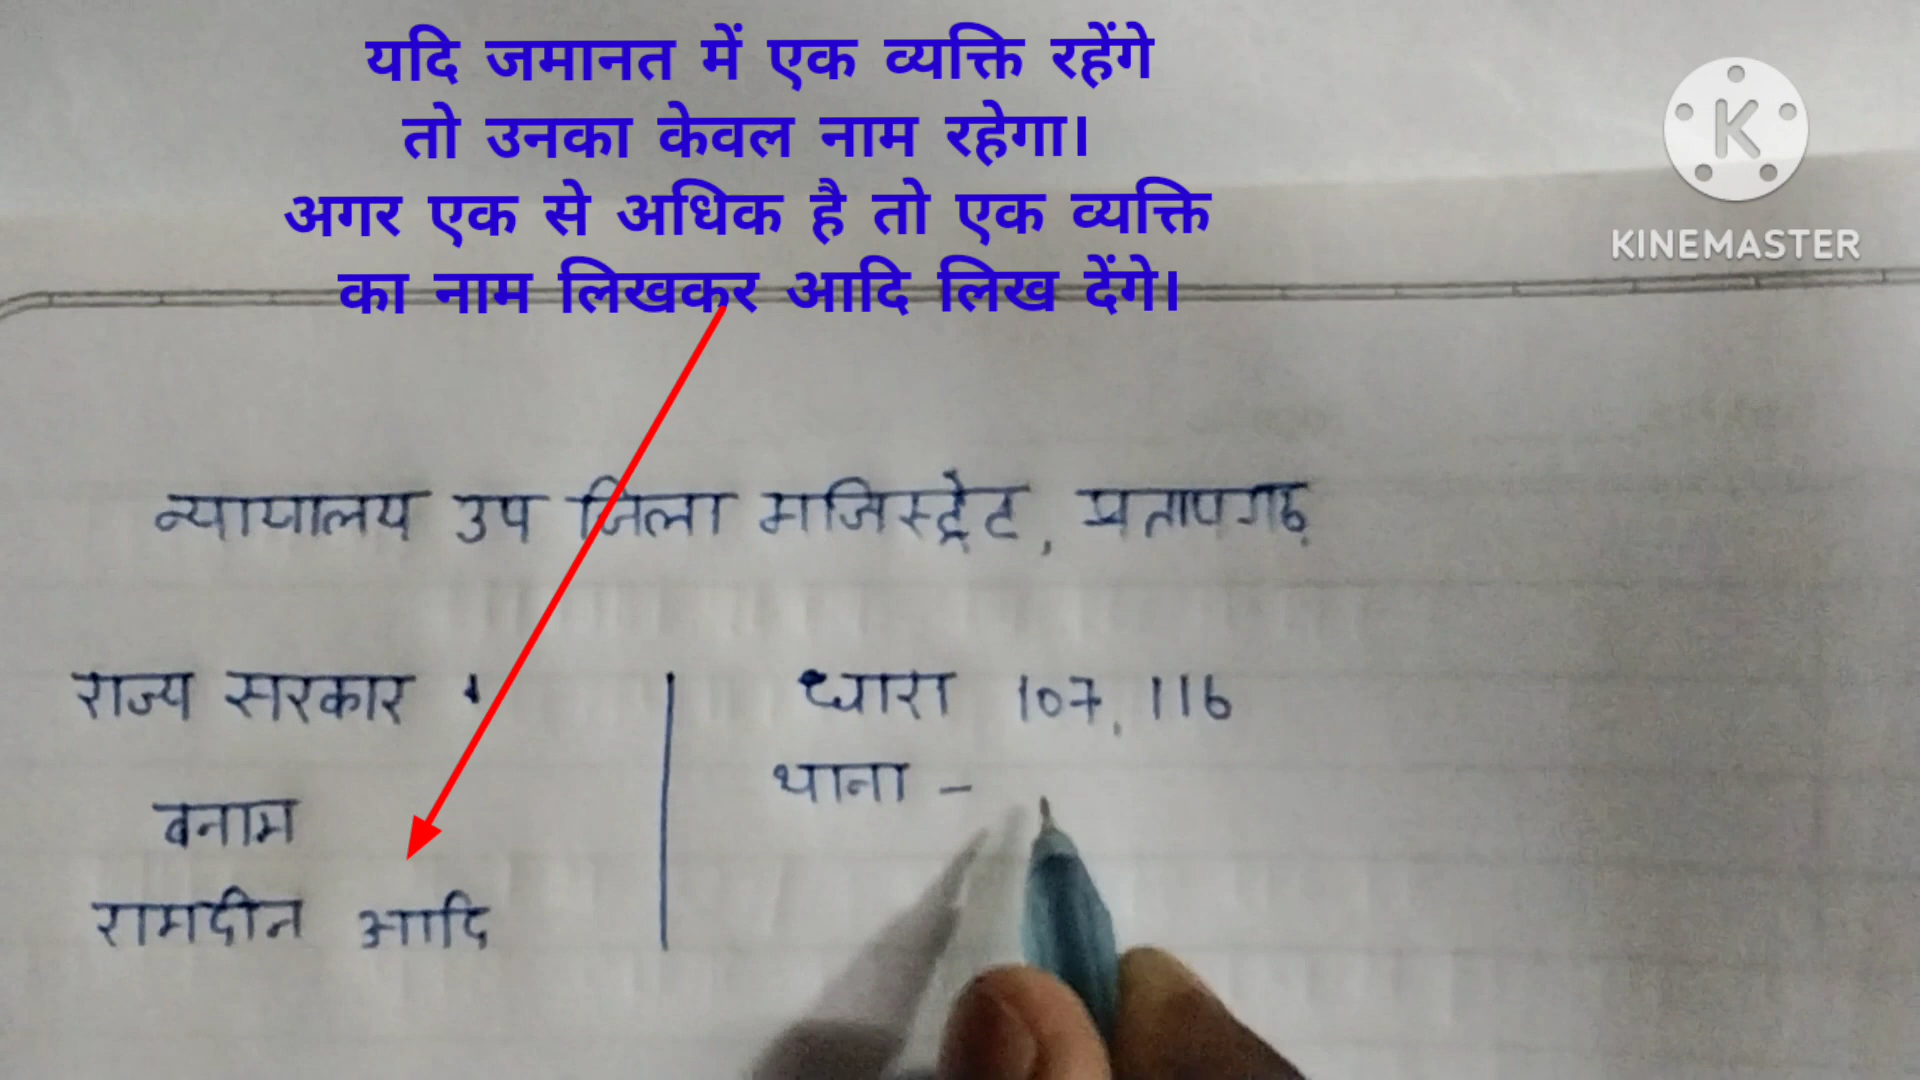 यदि जमानत में एक व्यक्ति रहेंगे
तो उनका केवल नाम रहेगा।
अगर एक से अधिक है तो एक व्यक्ति
का नाम लिखकर आदि लिख देंगे।
K
KINEMASTER
न्यायालय उप जिला मजिस्ट्रेट, प्रतापगढ़
राज्य सरकार
बनाम
रामदीन आदि
धारा 107, 116
थाना -